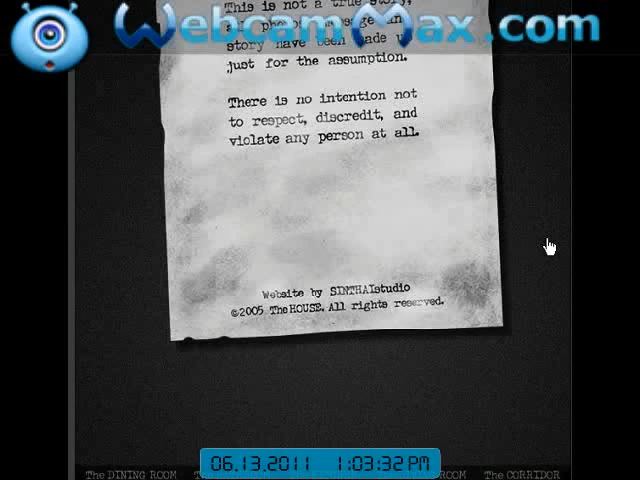 This is not a true story,
WebcamMax.com
story have been made up
just for the assumption.
There is no intention not
to respect, discredit, and
violate any person at all.
Website by SINTHAIstudio
©2005 TheHOUSE. All rights reserved.
The DINING ROOM
ROOM
The CORRIDOR
06.13.2011 1:03:32 PM